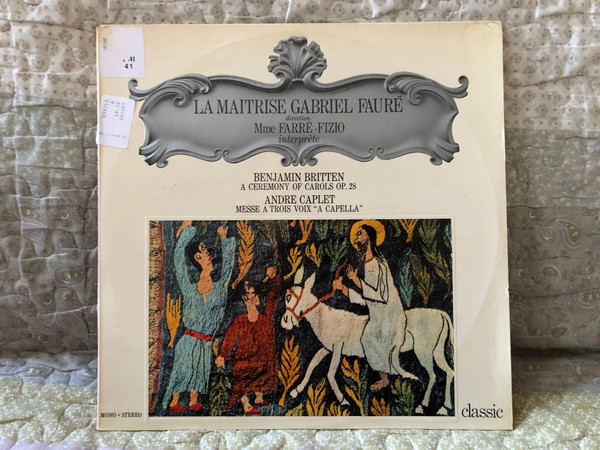 41
LA MAITRISE GABRIEL FAURÉ
direction:
Mme FARRÉ-FIZIO
interprète
BENJAMIN BRITTEN
A CEREMONY OF CAROLS OP. 28
ANDRE CAPLET
MESSE A TROIS VOIX "A CAPELLA"
MONO - STEREO
classic